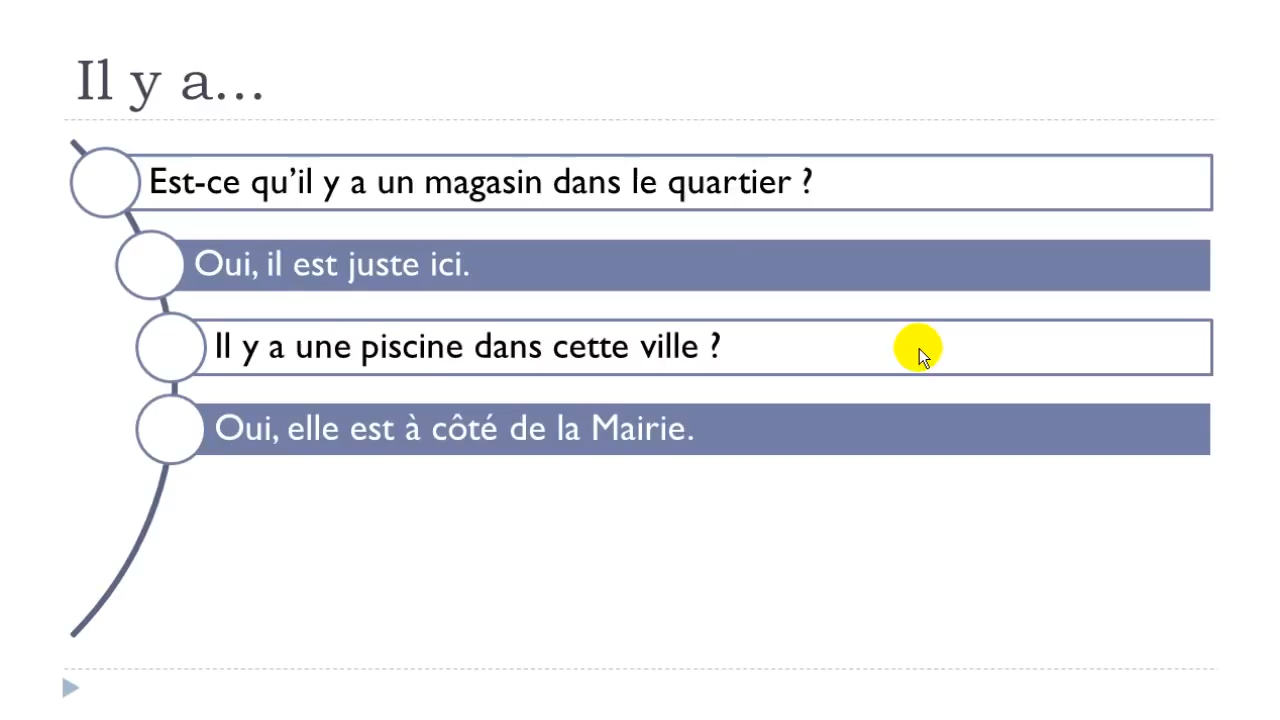 Il y a...
Est-ce qu’il y a un magasin dans le quartier ?
Oui, il est juste ici.
Il y a une piscine dans cette ville ?
Oui, elle est à côté de la Mairie.